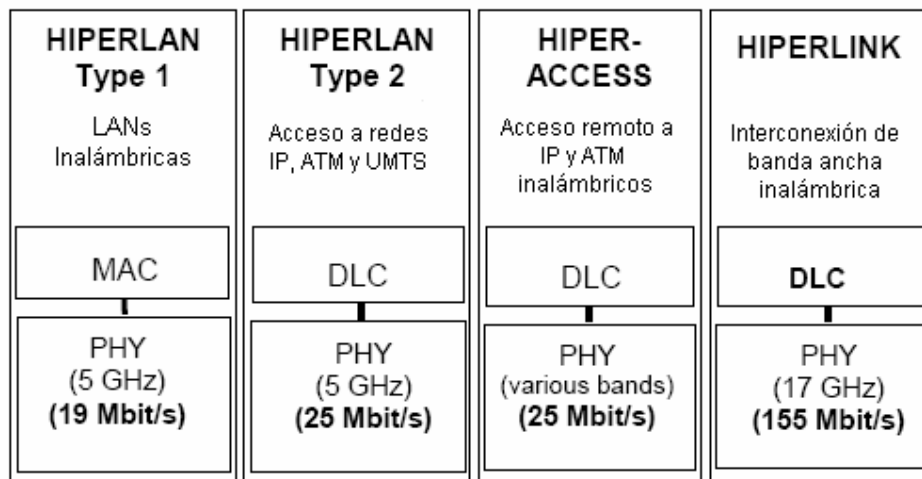 HIPERLAN
Type 1
LANs
Inalámbricas
MAC
PHY
(5 GHz)
(19 Mbit/s)
HIPERLAN
Type 2
Acceso a redes
IP, ATM y UMTS
DLC
PHY
(5 GHz)
(25 Mbit/s)
HIPER-
ACCESS
Acceso remoto a
IP y ATM
inalámbricos
DLC
PHY
(various bands)
(25 Mbit/s)
HIPERLINK
Interconexión de
banda ancha
inalámbrica
DLC
PHY
(17 GHz)
(155 Mbit/s)